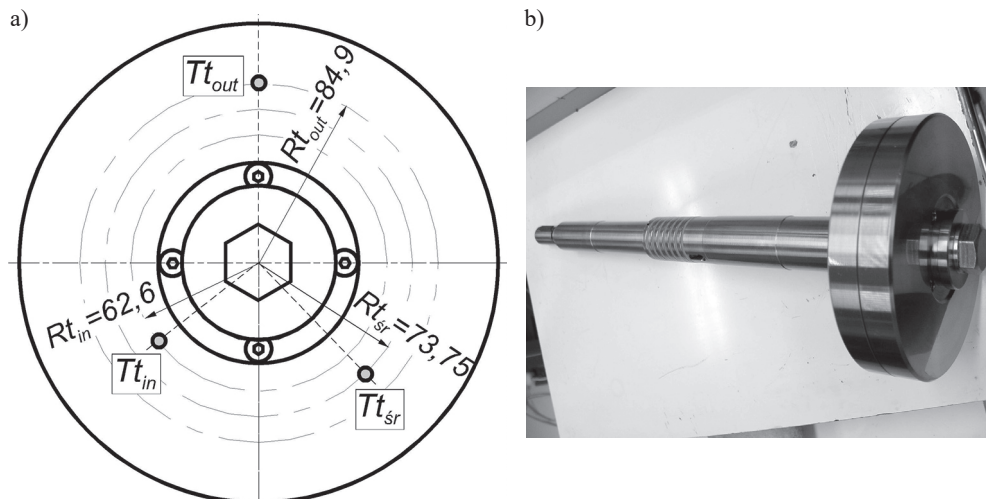 a)
b)
Tt_out
Rt_out=84,9
Rt_in=62,6
Rt_śr=73,75
Tt_in
Tt_śr